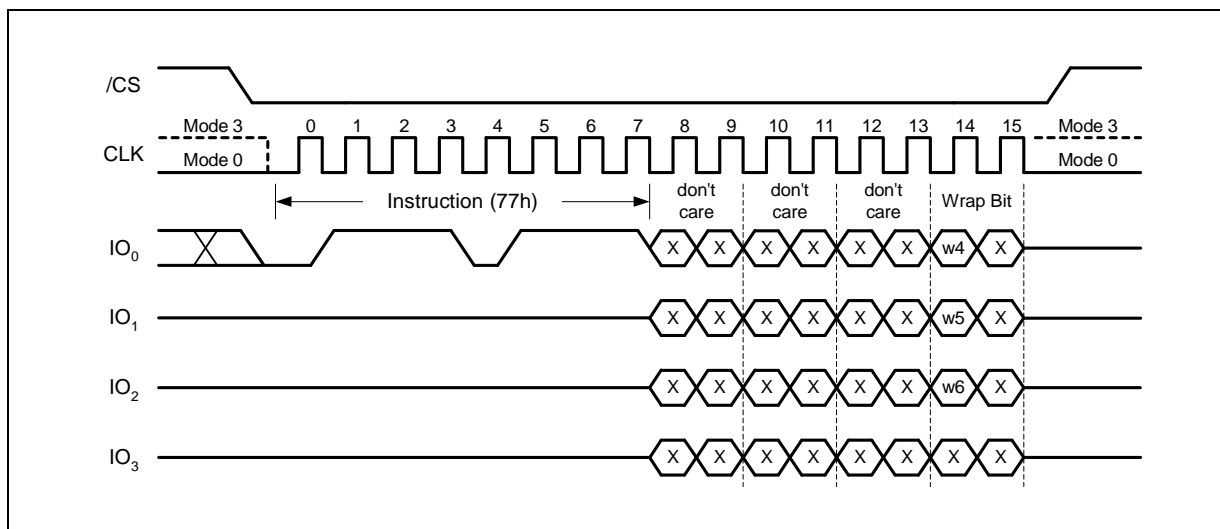 /CS
Mode 3 0 1 2 3 4 5 6 7 8 9 10 11 12 13 14 15 Mode 3
CLK
Mode 0 Mode 0
Instruction (77h) don't care don't care don't care Wrap Bit
IO0 X X X X X X w4 X
IO1 X X X X X X w5 X
IO2 X X X X X X w6 X
IO3 X X X X X X X X